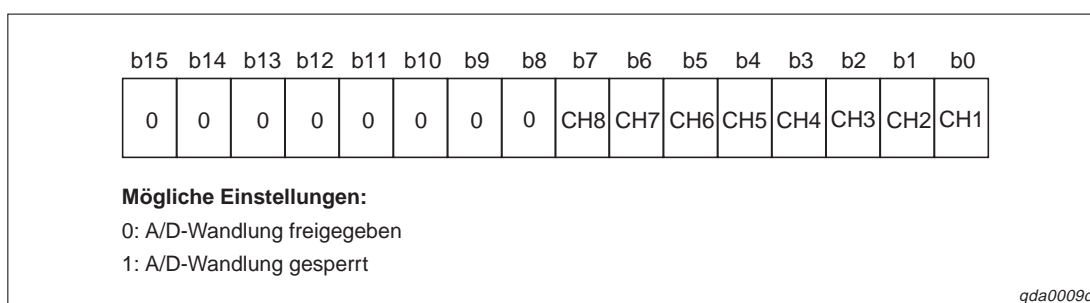 b15 b14 b13 b12 b11 b10 b9 b8 b7 b6 b5 b4 b3 b2 b1 b0
0 0 0 0 0 0 0 0 CH8 CH7 CH6 CH5 CH4 CH3 CH2 CH1
Mögliche Einstellungen:
0: A/D-Wandlung freigegeben
1: A/D-Wandlung gesperrt